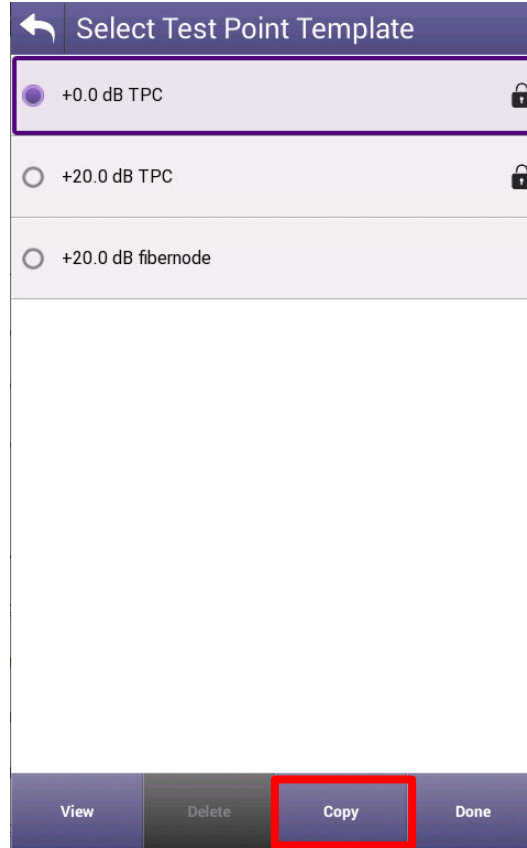 Select Test Point Template
+0.0 dB TPC
+20.0 dB TPC
+20.0 dB fibernode
View Delete Copy Done